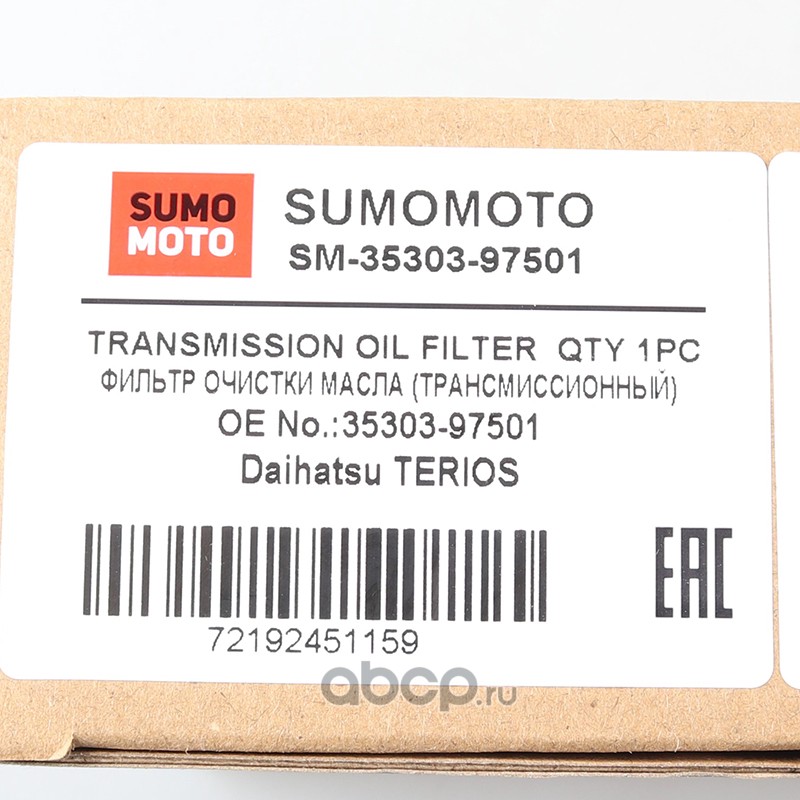 SUMO
MOTO
SUMOMOTO
SM-35303-97501
TRANSMISSION OIL FILTER QTY 1PC
ФИЛЬТР ОЧИСТКИ МАСЛА (ТРАНСМИССИОННЫЙ)
OE No.:35303-97501
Daihatsu TERIOS
EAC
72192451159
abcp.ru